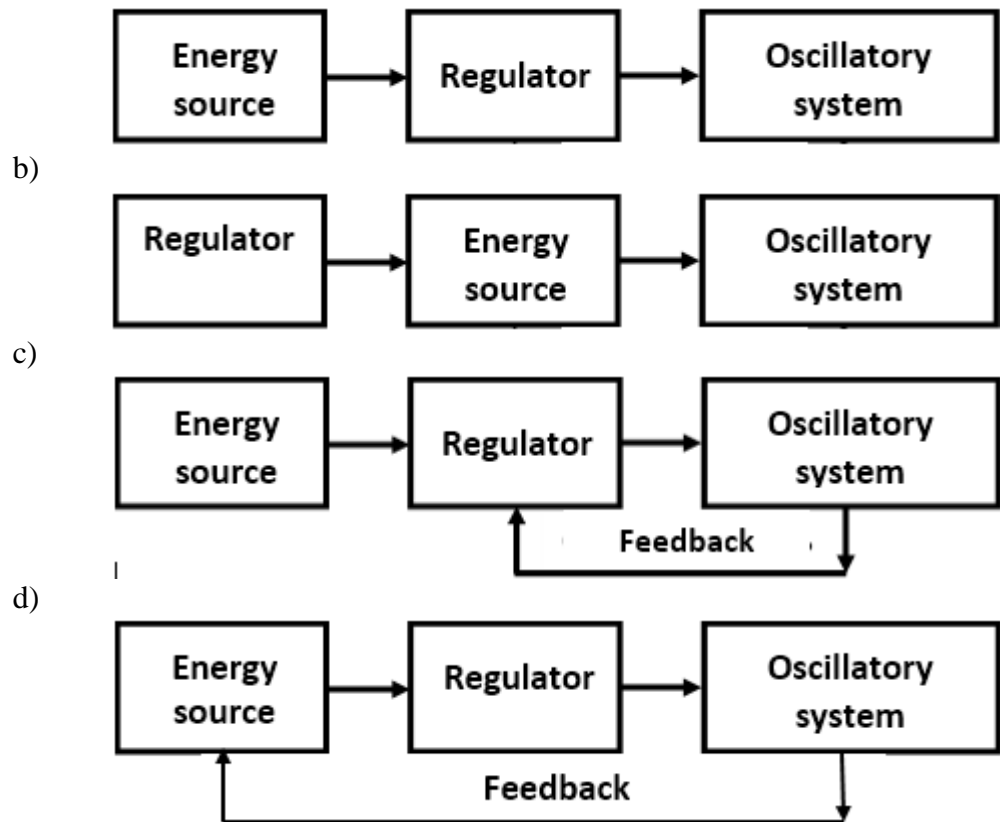 Energy
source
Regulator
Oscillatory
system
b)
Regulator
Energy
source
Oscillatory
system
c)
Energy
source
Regulator
Oscillatory
system
Feedback
d)
Energy
source
Regulator
Oscillatory
system
Feedback